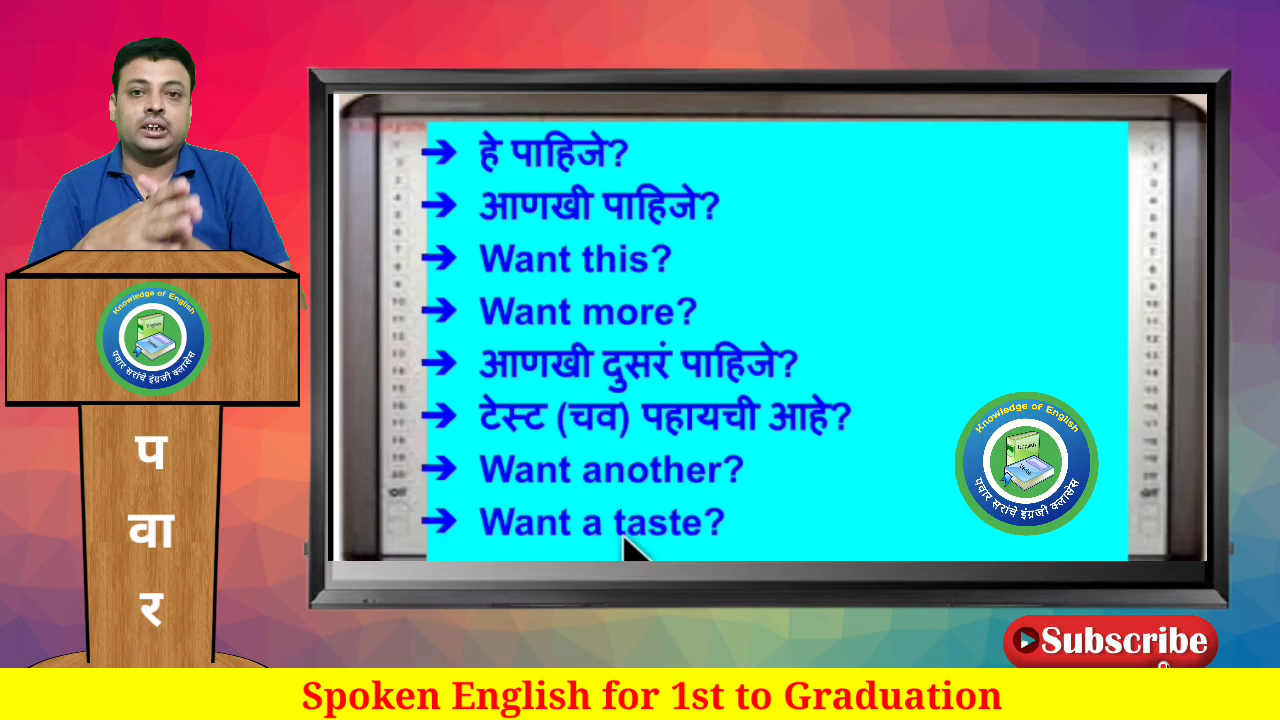 हे पाहिजे?
आणखी पाहिजे?
Want this?
Want more?
आणखी दुसरं पाहिजे?
टेस्ट (चव) पहायची आहे?
Want another?
Want a taste?
Knowledge of English
पवार सरांचे इंग्रजी क्लासेस
Knowledge of English
पवार सरांचे इंग्रजी क्लासेस
प
वा
र
Subscribe
Spoken English for 1st to Graduation